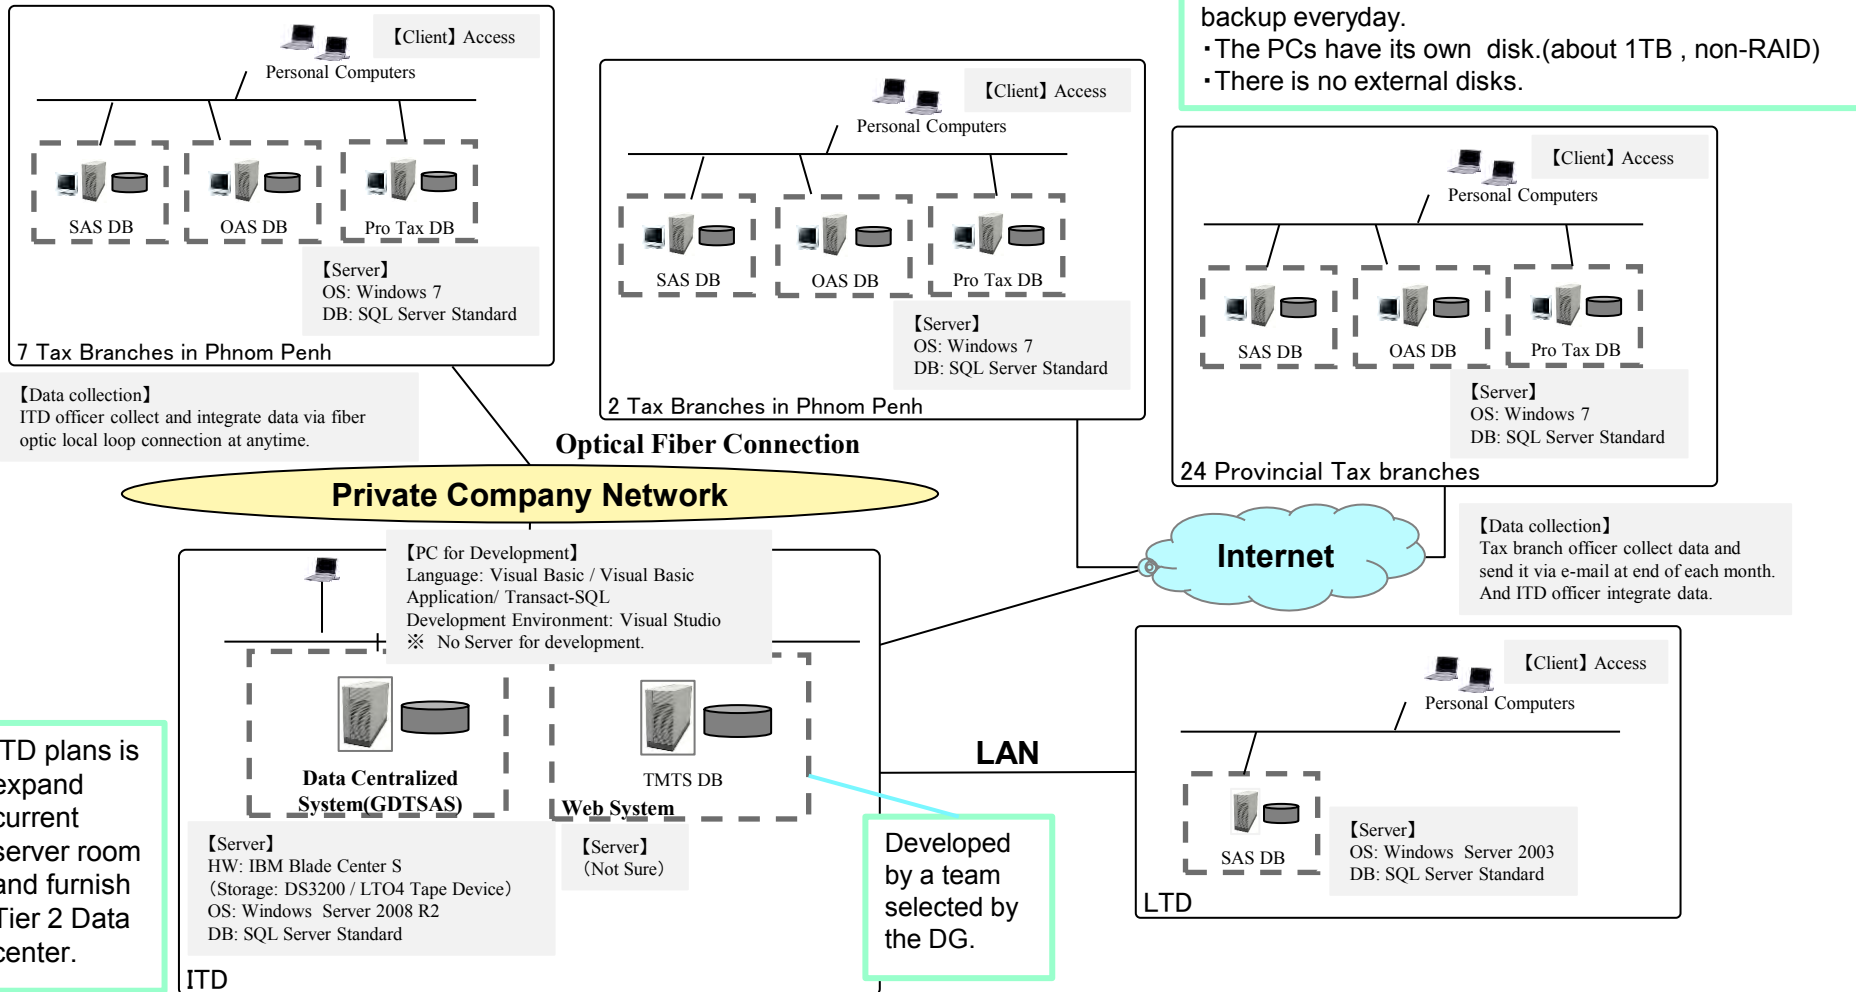 backup everyday.
・The PCs have its own disk.(about 1TB , non-RAID)
・There is no external disks.
【Client】 Access
Personal Computers
SAS DB
OAS DB
Pro Tax DB
【Server】
OS: Windows 7
DB: SQL Server Standard
7 Tax Branches in Phnom Penh
【Client】 Access
Personal Computers
SAS DB
OAS DB
Pro Tax DB
【Server】
OS: Windows 7
DB: SQL Server Standard
2 Tax Branches in Phnom Penh
【Client】 Access
Personal Computers
SAS DB
OAS DB
Pro Tax DB
【Server】
OS: Windows 7
DB: SQL Server Standard
24 Provincial Tax branches
【Data collection】
ITD officer collect and integrate data via fiber
optic local loop connection at anytime.
Optical Fiber Connection
Private Company Network
Internet
【Data collection】
Tax branch officer collect data and
send it via e-mail at end of each month.
And ITD officer integrate data.
【PC for Development】
Language: Visual Basic / Visual Basic
Application/ Transact-SQL
Development Environment: Visual Studio
※ No Server for development.
Data Centralized
System(GDTSAS)
TMTS DB
Web System
【Server】
HW: IBM Blade Center S
（Storage: DS3200 / LTO4 Tape Device）
OS: Windows Server 2008 R2
DB: SQL Server Standard
【Server】
（Not Sure）
ITD
TD plans is
expand
current
server room
and furnish
Tier 2 Data
center.
Developed
by a team
selected by
the DG.
LAN
【Client】 Access
Personal Computers
SAS DB
【Server】
OS: Windows Server 2003
DB: SQL Server Standard
LTD